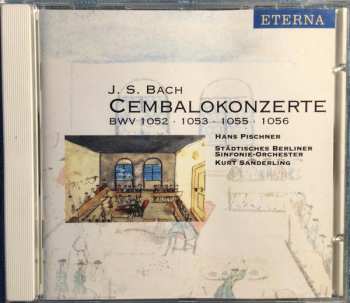 ETERNA
J. S. BACH
CEMBALOKONZERTE
BWV 1052 · 1053 · 1055 · 1056
HANS PISCHNER
STÄDTISCHES BERLINER
SINFONIE-ORCHESTER
KURT SANDERLING